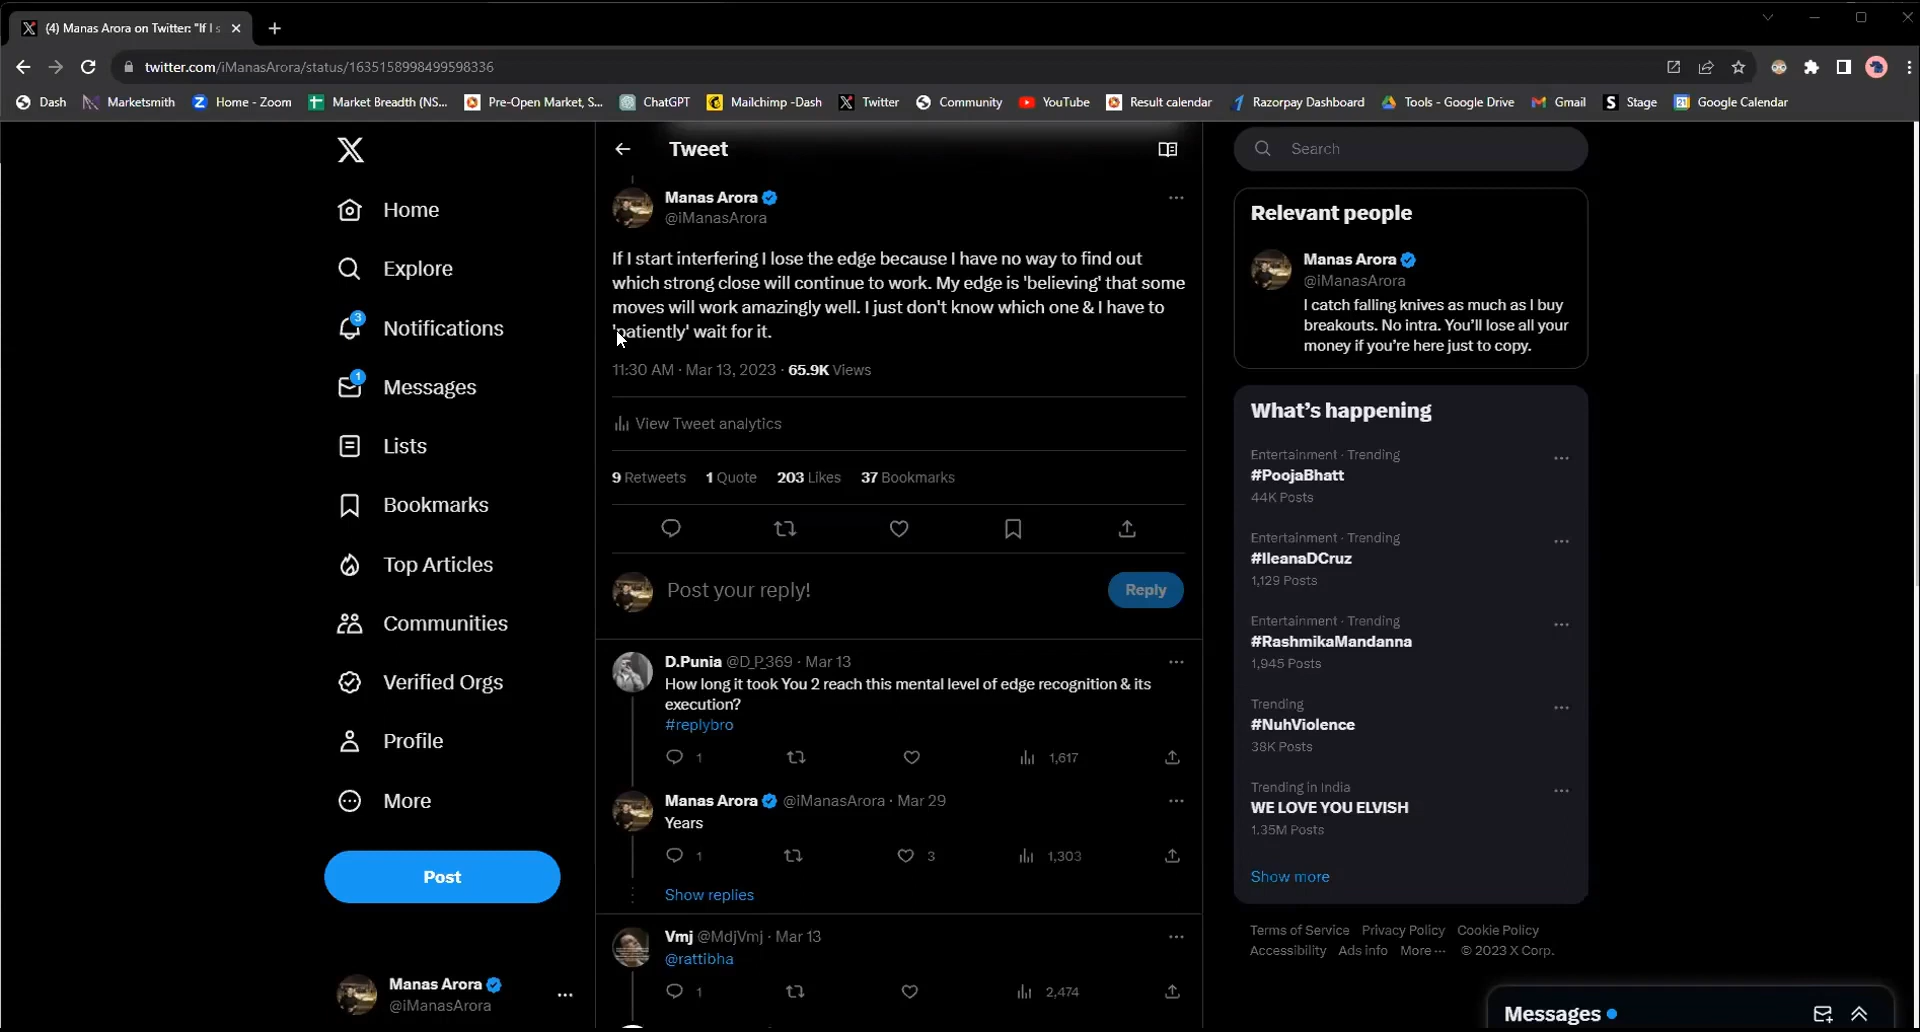 (4) Manas Arora on Twitter: "If I s
twitter.com/iManasArora/status/1635158998499598336
Dash
Marketsmith
Home - Zoom
Market Breadth (NS...
Pre-Open Market, S...
ChatGPT
Mailchimp -Dash
Twitter
Community
YouTube
Result calendar
Razorpay Dashboard
Tools - Google Drive
Gmail
Stage
Google Calendar
Home
Explore
3
Notifications
1
Messages
Lists
Bookmarks
Top Articles
Communities
Verified Orgs
Profile
More
Post
Manas Arora
@iManasArora
Tweet
Manas Arora
@iManasArora
If I start interfering I lose the edge because I have no way to find out
which strong close will continue to work. My edge is 'believing' that some
moves will work amazingly well. I just don't know which one & I have to
'patiently' wait for it.
11:30 AM · Mar 13, 2023 · 65.9K Views
View Tweet analytics
9 Retweets 1 Quote 203 Likes 37 Bookmarks
Post your reply!
Reply
D.Punia @D_P_369 · Mar 13
How long it took You 2 reach this mental level of edge recognition & its
execution?
#replybro
1 1,617
Manas Arora @iManasArora · Mar 29
Years
1 3 1,303
Show replies
Vmj @MdjVmj · Mar 13
@rattibha
1 2,474
Search
Relevant people
Manas Arora
@iManasArora
I catch falling knives as much as I buy
breakouts. No intra. You'll lose all your
money if you're here just to copy.
What's happening
Entertainment · Trending
#PoojaBhatt
44K Posts
Entertainment · Trending
#IleanaDCruz
1,129 Posts
Entertainment · Trending
#RashmikaMandanna
1,945 Posts
Trending
#NuhViolence
38K Posts
Trending in India
WE LOVE YOU ELVISH
1.35M Posts
Show more
Terms of Service Privacy Policy Cookie Policy
Accessibility Ads info More ··· © 2023 X Corp.
Messages